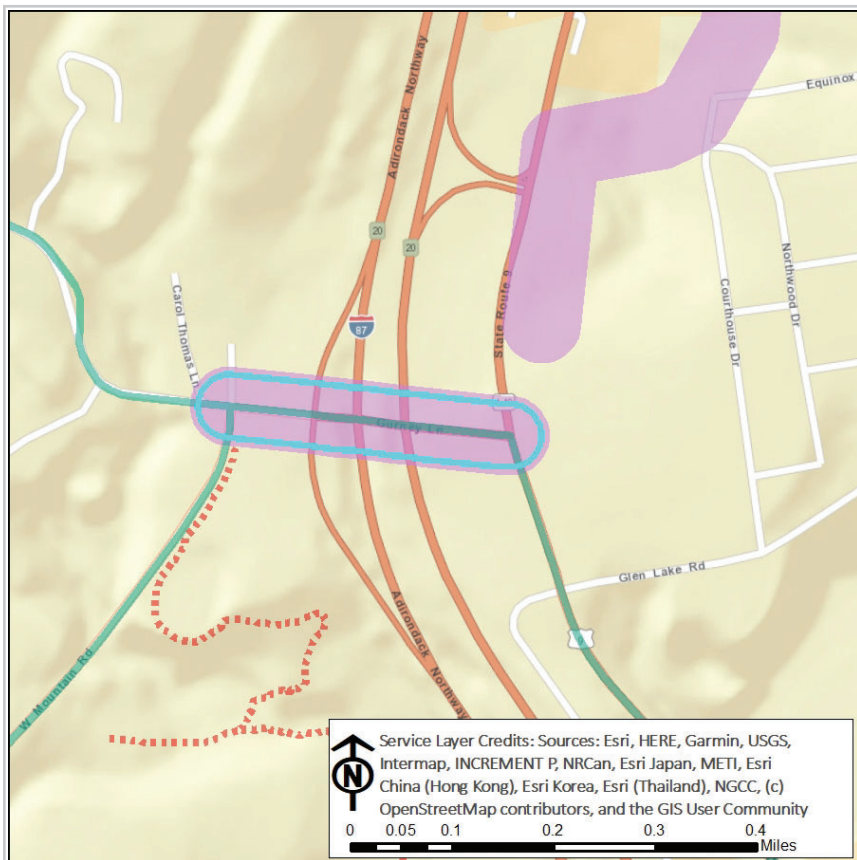 Adirondack Northway
Equinox
20
20
Carol Thomas Ln
87
State Route 9
Northwood Dr
Courthouse Dr
Gurney Ln
Glen Lake Rd
9
W Mountain Rd
Adirondack Northway
Service Layer Credits: Sources: Esri, HERE, Garmin, USGS,
Intermap, INCREMENT P, NRCan, Esri Japan, METI, Esri
China (Hong Kong), Esri Korea, Esri (Thailand), NGCC, (c)
OpenStreetMap contributors, and the GIS User Community
N
0 0.05 0.1 0.2 0.3 0.4
Miles